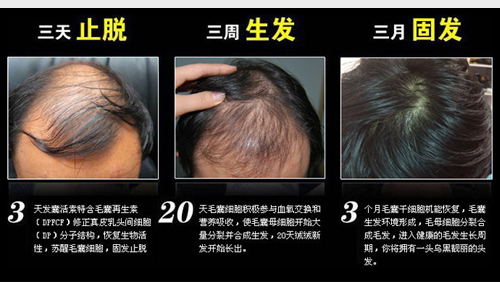 三天 止脱
三周 生发
三月 固发
3 天发囊活素特含毛囊再生素
（DPFCF）修正真皮乳头间细胞
（DP）分子结构，恢复生物活
性，苏醒毛囊细胞，固发止脱
20 天毛囊细胞积极参与血氧交换和
营养吸收，使毛囊母细胞开始大
量分裂并合成生发，20天绒绒新
发开始长出。
3 个月毛囊干细胞机能恢复，毛囊
生发环境形成，毛母细胞分裂合
成毛发，进入健康的毛发生长周
期，你将拥有一头乌黑靓丽的头
发。